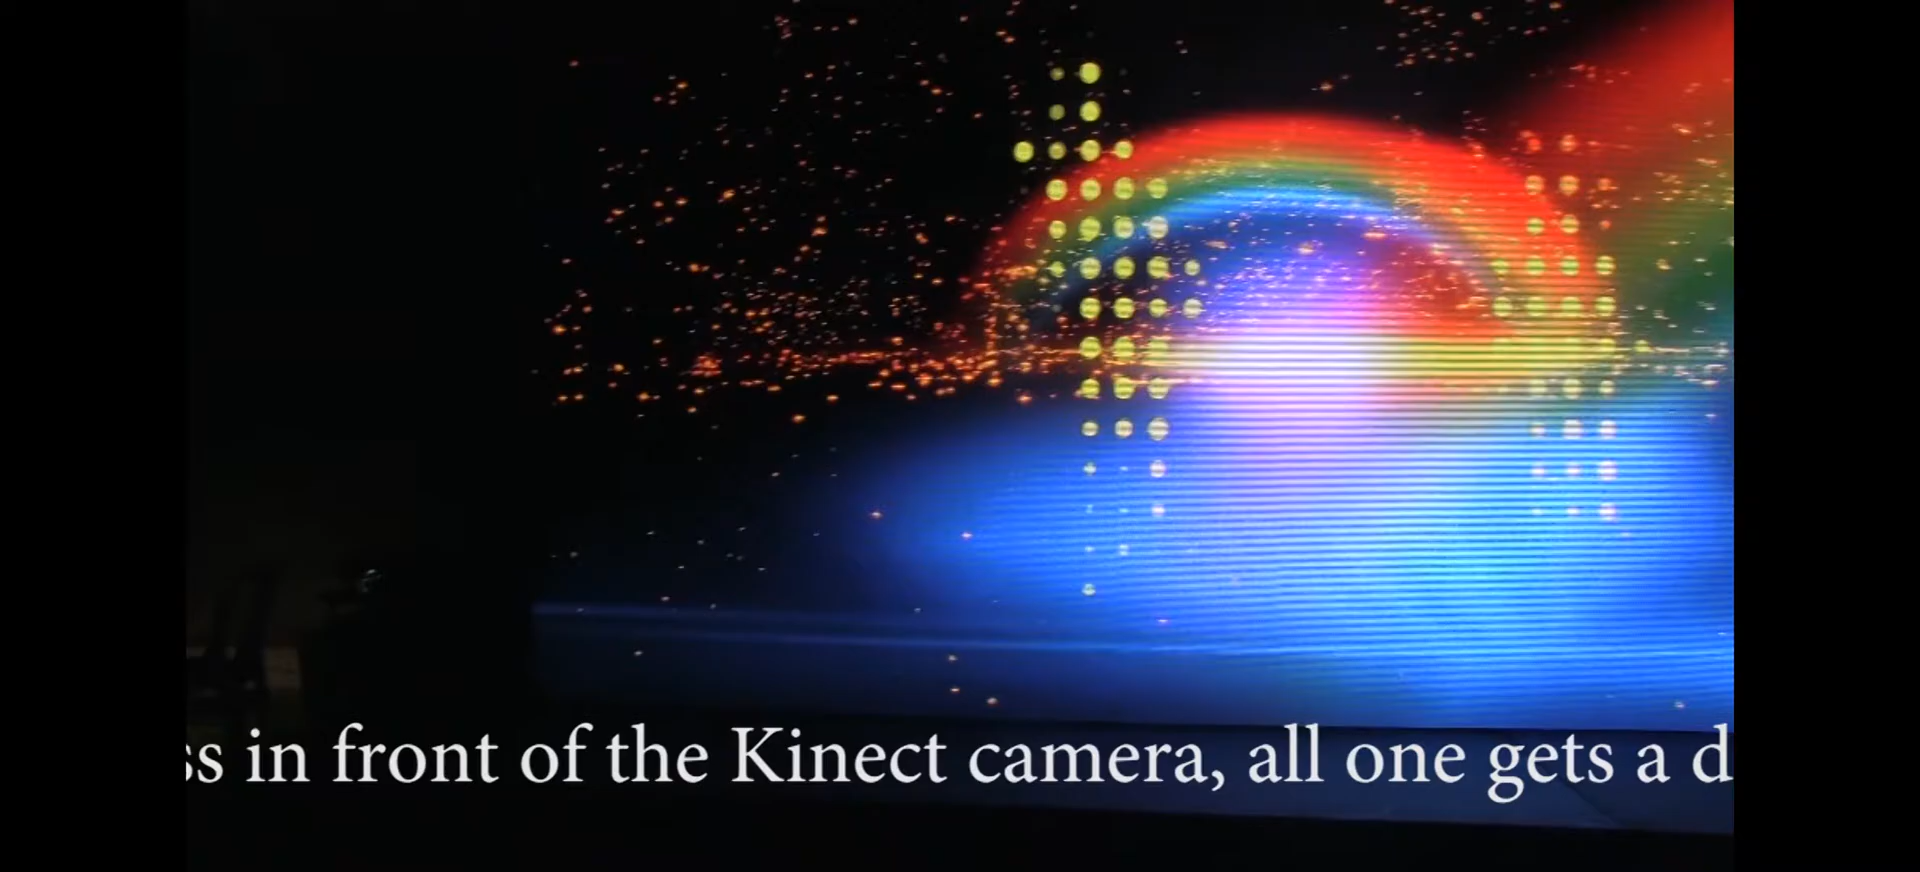 in front of the Kinect camera, all one gets a